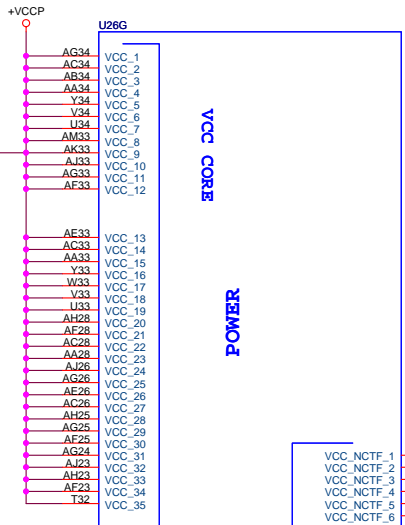 +VCCP
U26G
AG34 VCC_1
AC34 VCC_2
AB34 VCC_3
AA34 VCC_4
Y34 VCC_5
V34 VCC_6
U34 VCC_7
AM33 VCC_8
AK33 VCC_9
AJ33 VCC_10
AG33 VCC_11
AF33 VCC_12
VCC CORE
AE33 VCC_13
AC33 VCC_14
AA33 VCC_15
Y33 VCC_16
W33 VCC_17
V33 VCC_18
U33 VCC_19
AH28 VCC_20
AF28 VCC_21
AC28 VCC_22
AA28 VCC_23
AJ26 VCC_24
AG26 VCC_25
AE26 VCC_26
AC26 VCC_27
AH25 VCC_28
AG25 VCC_29
AF25 VCC_30
AG24 VCC_31
AJ23 VCC_32
AH23 VCC_33
AF23 VCC_34
T32 VCC_35
POWER
VCC_NCTF_1
VCC_NCTF_2
VCC_NCTF_3
VCC_NCTF_4
VCC_NCTF_5
VCC_NCTF_6